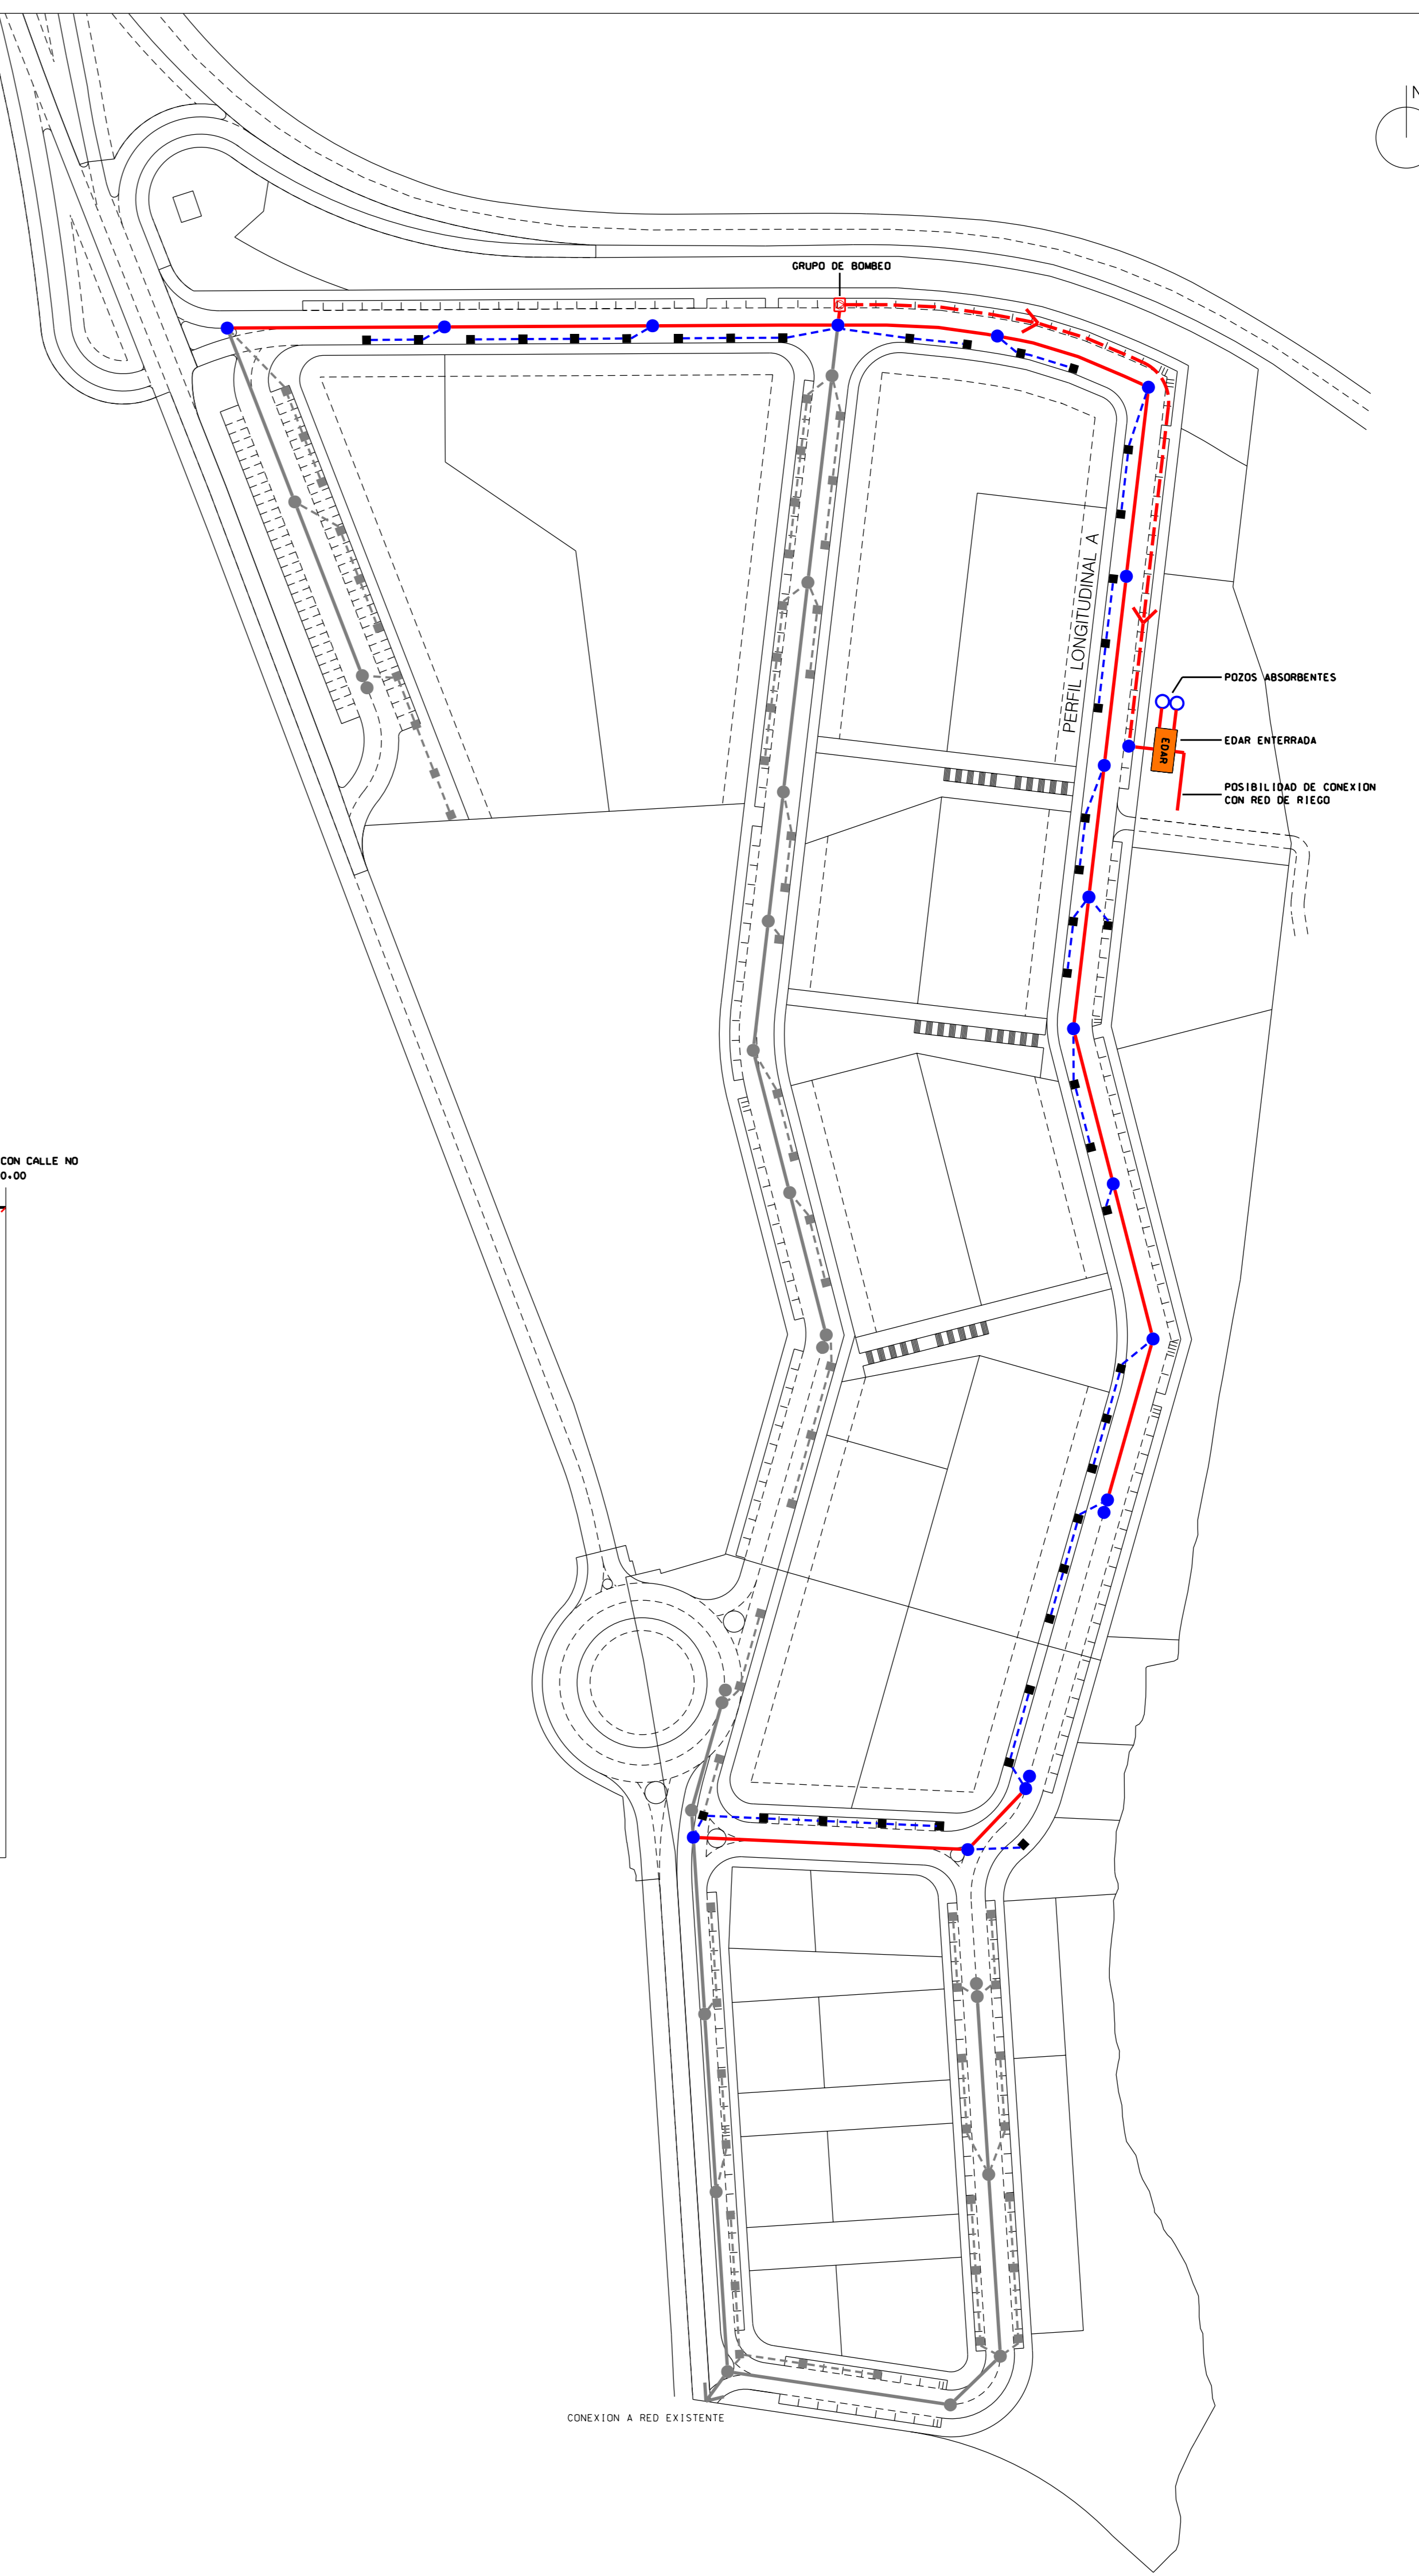 N
GRUPO DE BOMBEO
PERFIL LONGITUDINAL A
POZOS ABSORBENTES
EDAR
EDAR ENTERRADA
POSIBILIDAD DE CONEXION
CON RED DE RIEGO
CON CALLE NO
0.00
CONEXION A RED EXISTENTE